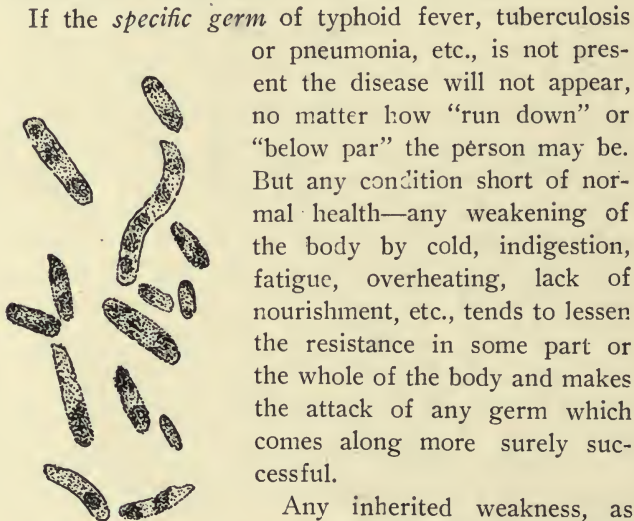 If the specific germ of typhoid fever, tuberculosis
or pneumonia, etc., is not pres-
ent the disease will not appear,
no matter how "run down" or
"below par" the person may be.
But any condition short of nor-
mal health—any weakening of
the body by cold, indigestion,
fatigue, overheating, lack of
nourishment, etc., tends to lessen
the resistance in some part or
the whole of the body and makes
the attack of any germ which
comes along more surely suc-
cessful.
Any inherited weakness, as